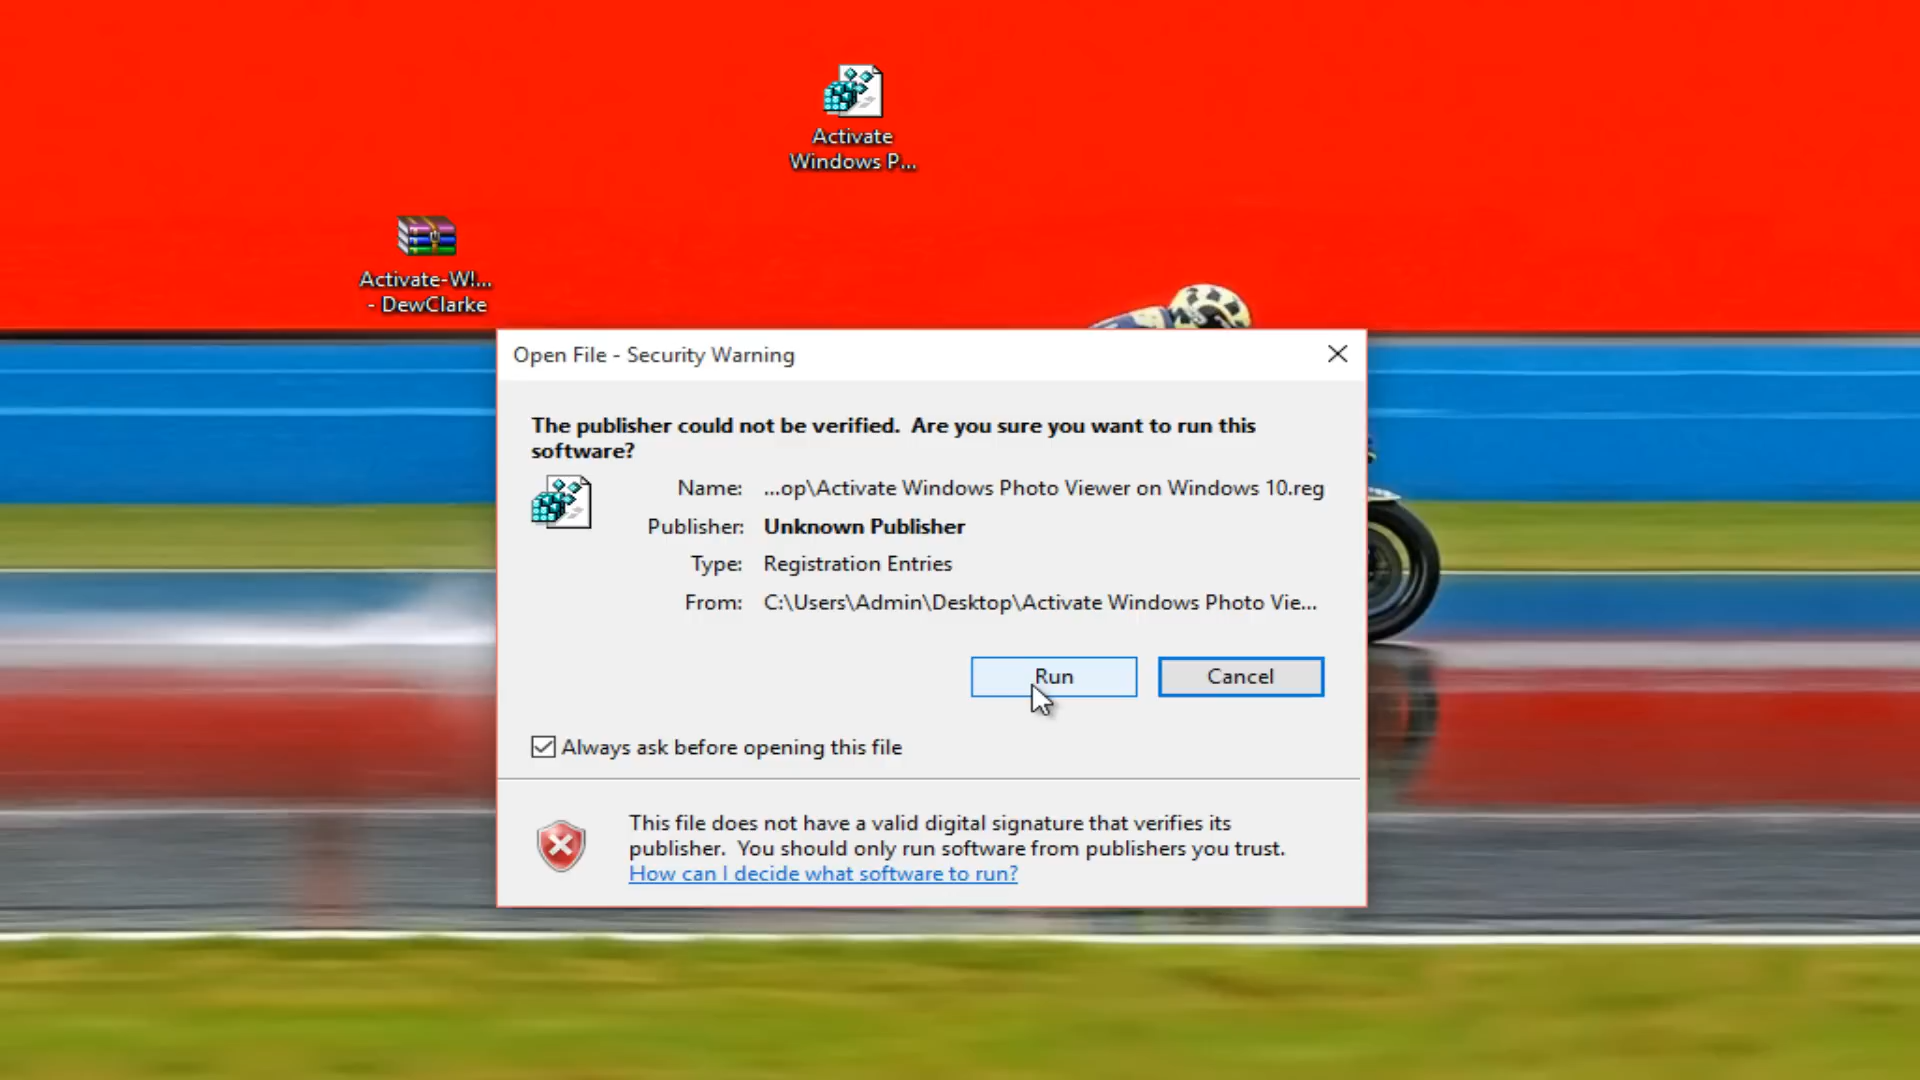 Activate
Windows P...
Activate-W!...
- DewClarke
Open File - Security Warning
The publisher could not be verified.  Are you sure you want to run this
software?
Name: ...op\Activate Windows Photo Viewer on Windows 10.reg
Publisher: Unknown Publisher
Type: Registration Entries
From: C:\Users\Admin\Desktop\Activate Windows Photo Vie...
Run Cancel
Always ask before opening this file
This file does not have a valid digital signature that verifies its
publisher.  You should only run software from publishers you trust.
How can I decide what software to run?